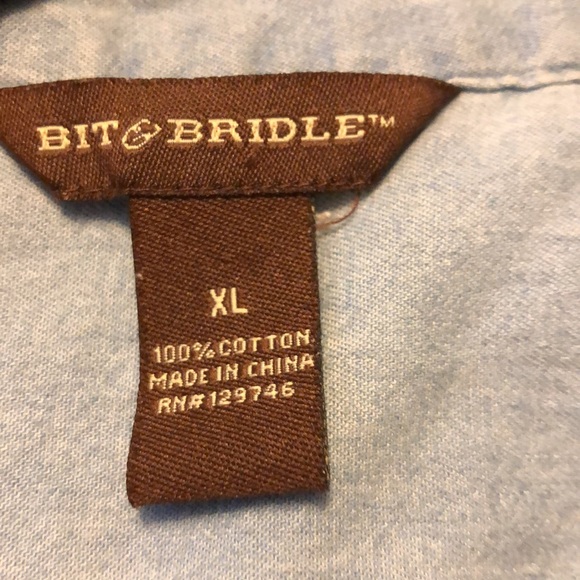 BIT & BRIDLE™
XL
100% COTTON
MADE IN CHINA
RN# 129746